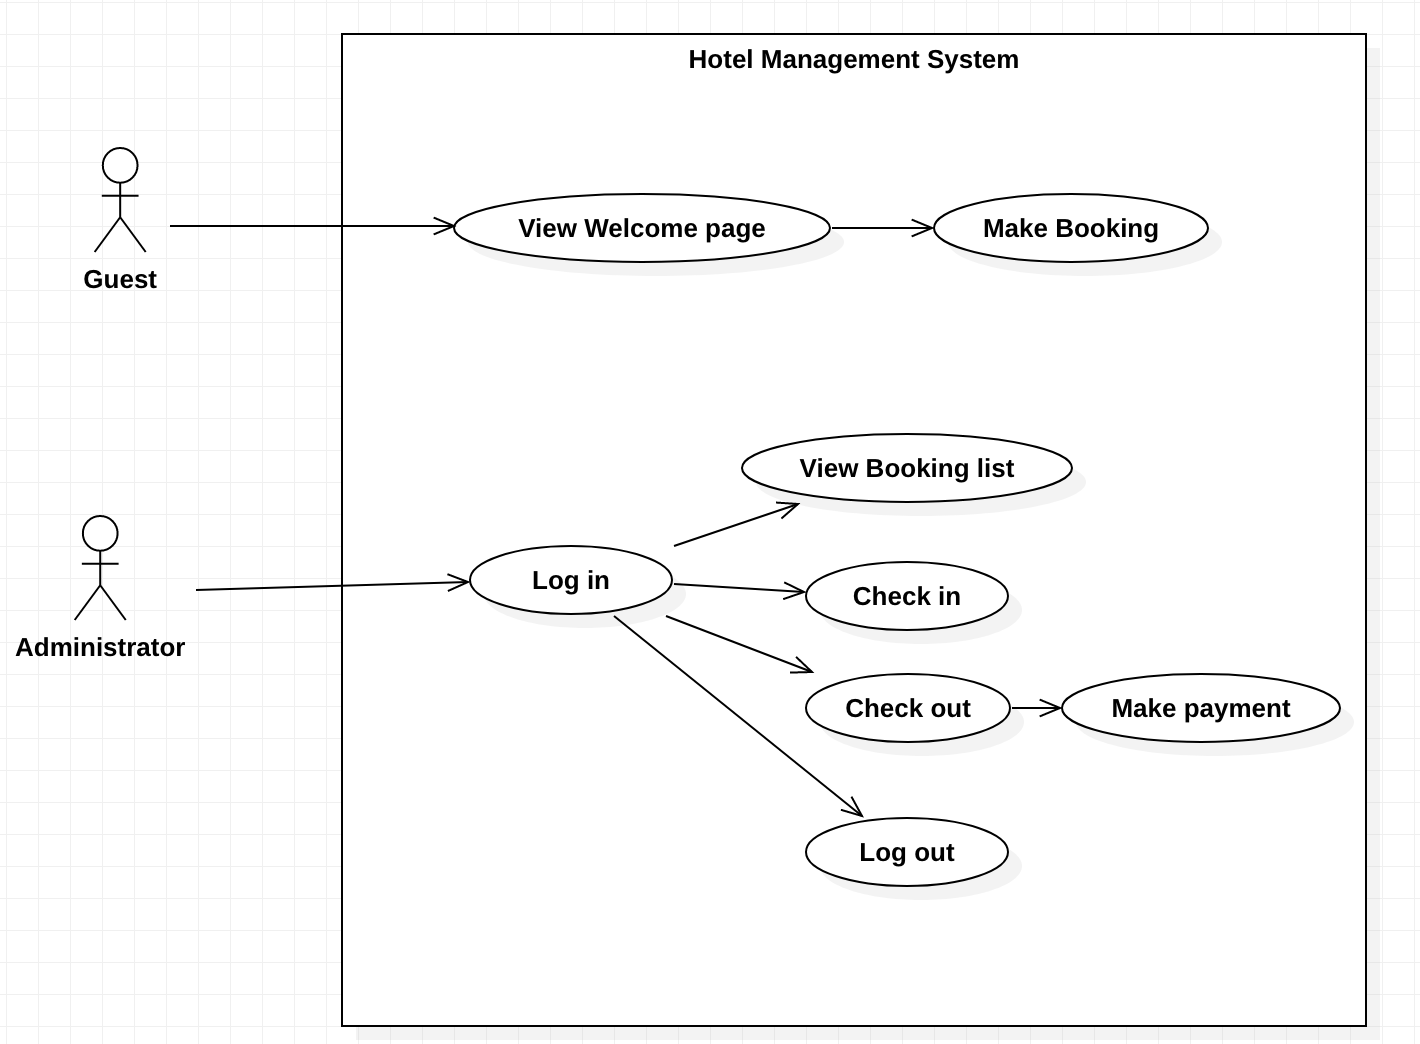 Hotel Management System
View Welcome page
Make Booking
Guest
View Booking list
Log in
Check in
Administrator
Check out
Make payment
Log out